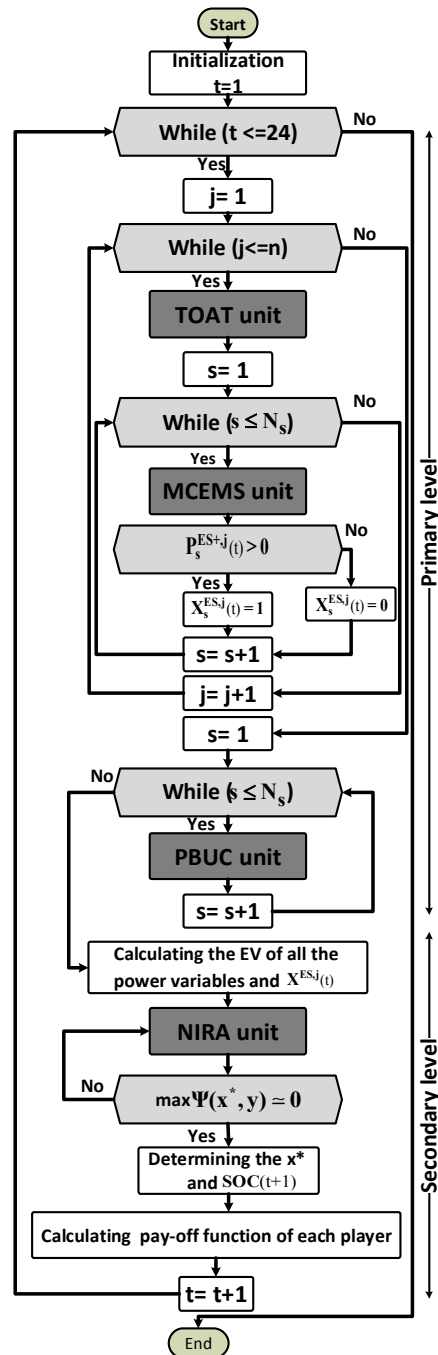 Start
Initialization
t=1
While (t <=24)
No
Yes
j= 1
While (j<=n)
No
Yes
TOAT unit
s= 1
While (s ≤ N_s)
No
Yes
MCEMS unit
P_s^{ES+,j}(t) > 0
No
Yes
X_s^{ES,j}(t) = 1
X_s^{ES,j}(t) = 0
s= s+1
j= j+1
s= 1
No
While (s ≤ N_s)
Yes
PBUC unit
s= s+1
Primary level
Calculating the EV of all the
power variables and X^{ES,j}(t)
NIRA unit
No
max Ψ(x*, y) ≃ 0
Yes
Determining the x*
and SOC(t+1)
Calculating pay-off function of each player
t= t+1
Secondary level
End